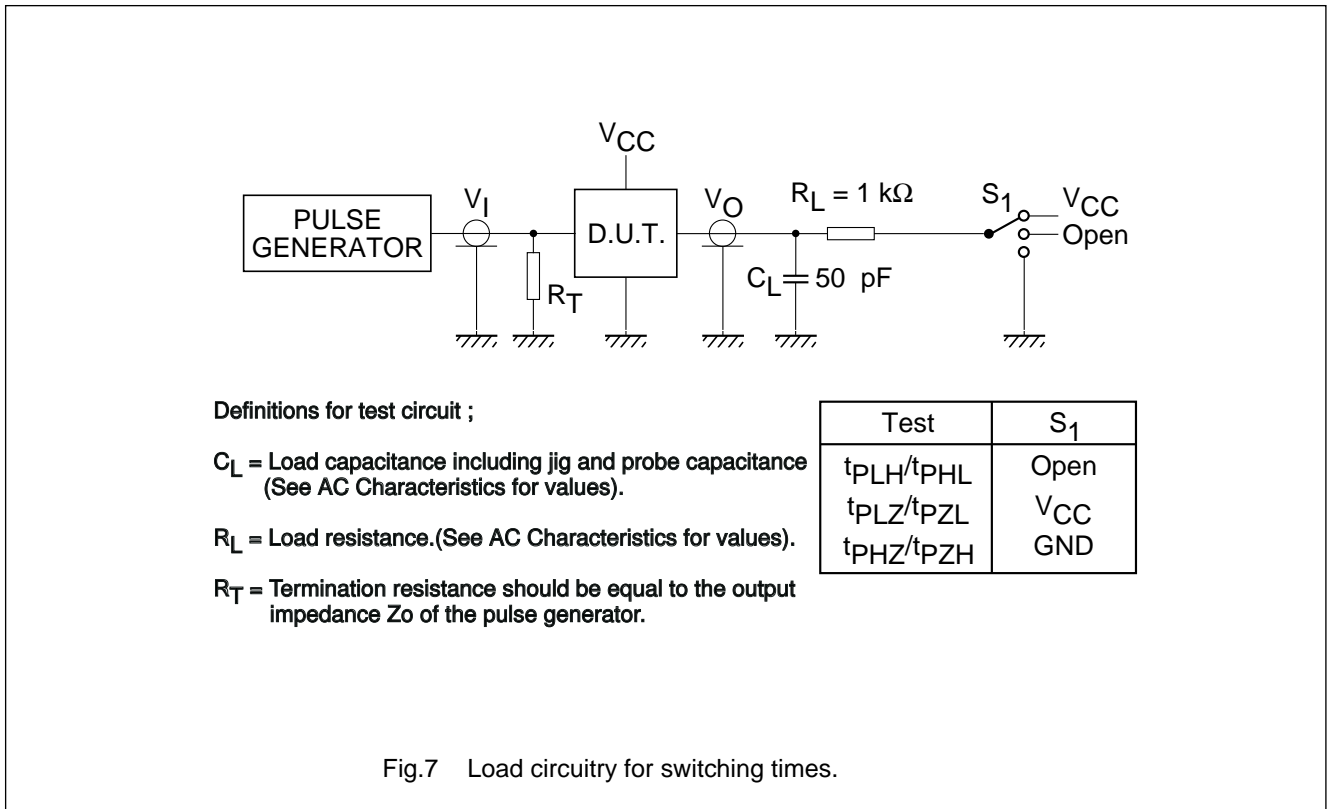 VCC
PULSE
GENERATOR
VI
RT
D.U.T.
VO
RL = 1 kΩ
CL
50 pF
S1
VCC
Open
Definitions for test circuit ;
CL = Load capacitance including jig and probe capacitance
(See AC Characteristics for values).
RL = Load resistance.(See AC Characteristics for values).
RT = Termination resistance should be equal to the output
impedance Zo of the pulse generator.
Test S1
tPLH/tPHL Open
tPLZ/tPZL VCC
tPHZ/tPZH GND
Fig.7 Load circuitry for switching times.